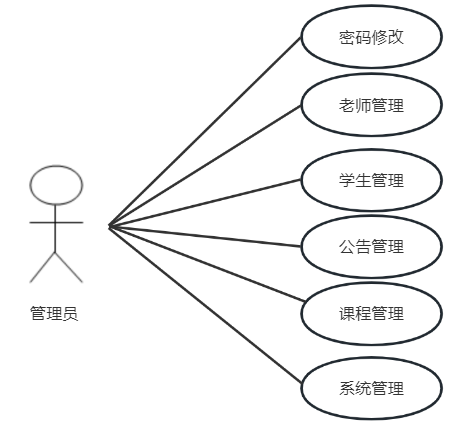 密码修改
老师管理
学生管理
公告管理
管理员
课程管理
系统管理